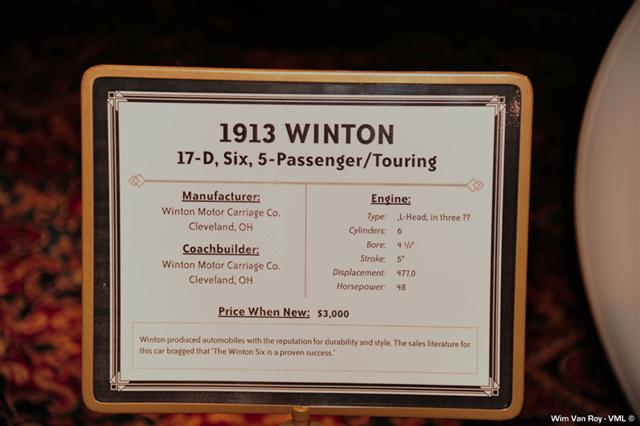 1913 WINTON
17-D, Six, 5-Passenger/Touring
Manufacturer:
Winton Motor Carriage Co.
Cleveland, OH
Coachbuilder:
Winton Motor Carriage Co.
Cleveland, OH
Engine:
Type: ,L-Head, in three ??
Cylinders: 6
Bore: 4 ½"
Stroke: 5"
Displacement: 477.0
Horsepower: 48
Price When New: $3,000
Winton produced automobiles with the reputation for durability and style. The sales literature for
this car bragged that 'The Winton Six is a proven success.'
Wim Van Roy - VML ©